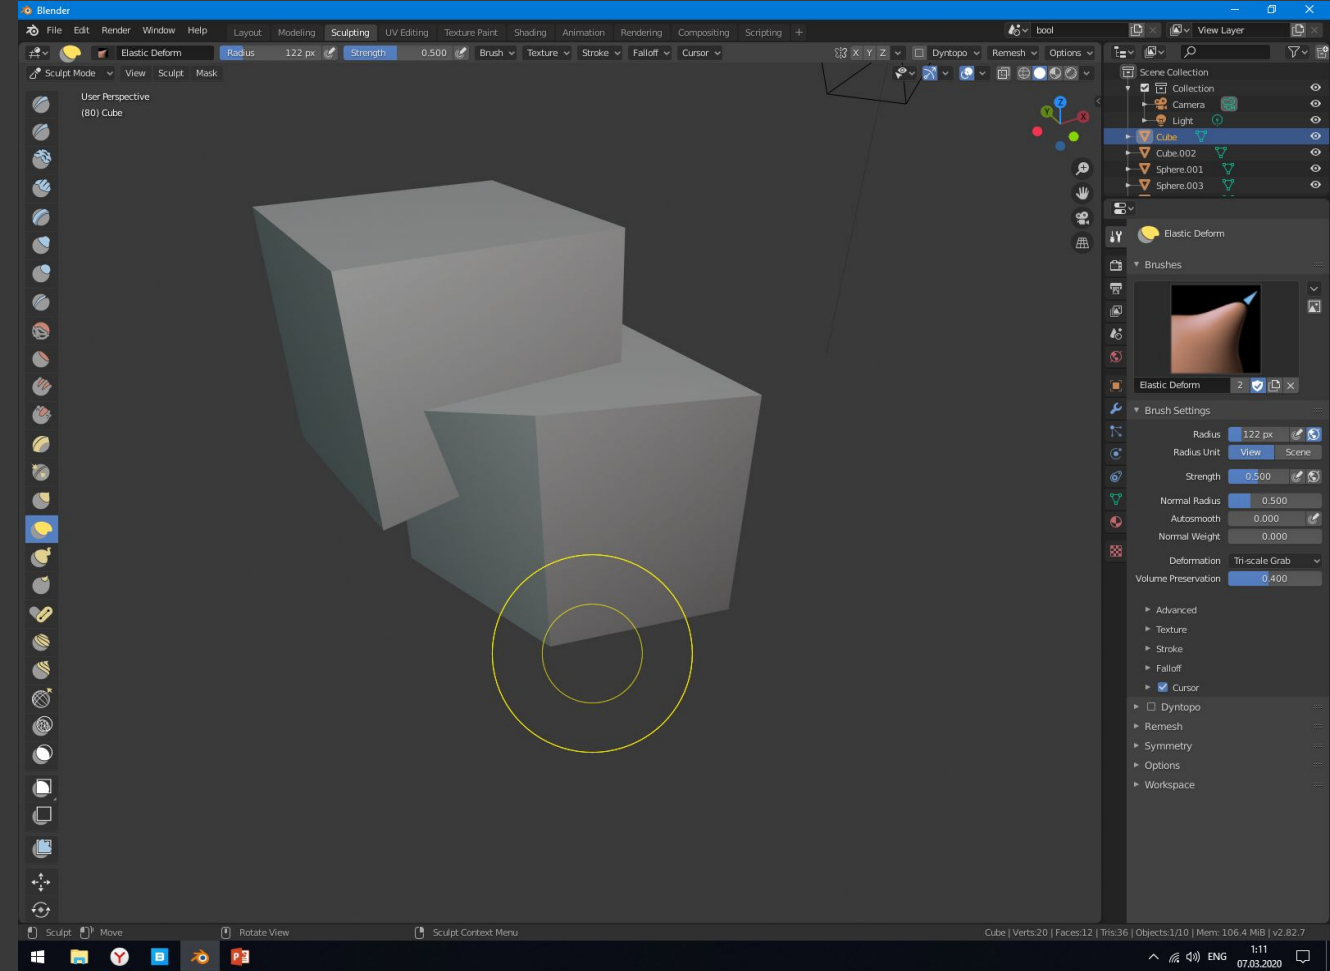 Blender
File Edit Render Window Help Layout Modeling Sculpting UV Editing Texture Paint Shading Animation Rendering Compositing Scripting + bool View Layer
Elastic Deform Radius 122 px Strength 0.500 Brush Texture Stroke Falloff Cursor X Y Z Dyntopo Remesh Options
Sculpt Mode View Sculpt Mask
User Perspective
(80) Cube
Z
Y X
Scene Collection
Collection
Camera
Light
Cube
Cube.002
Sphere.001
Sphere.003
Elastic Deform
Brushes
Elastic Deform 2
Brush Settings
Radius 122 px
Radius Unit View Scene
Strength 0.500
Normal Radius 0.500
Autosmooth 0.000
Normal Weight 0.000
Deformation Tri-scale Grab
Volume Preservation 0.400
Advanced
Texture
Stroke
Falloff
Cursor
Dyntopo
Remesh
Symmetry
Options
Workspace
Sculpt Move Rotate View Sculpt Context Menu Cube | Verts:20 | Faces:12 | Tris:36 | Objects:1/10 | Mem: 106.4 MiB | v2.82.7
ENG 1:11
07.03.2020